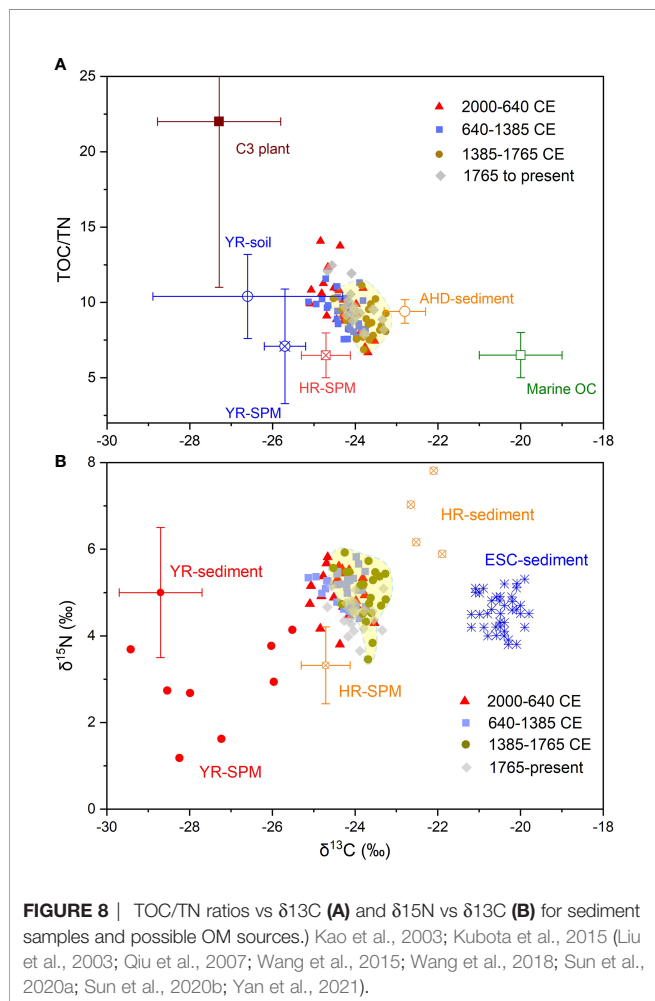 A
25
20
15
10
5
TOC/TN
-30
-28
-26
-24
-22
-20
-18
2000-640 CE
640-1385 CE
1385-1765 CE
1765 to present
C3 plant
YR-soil
AHD-sediment
HR-SPM
Marine OC
YR-SPM
B
8
6
4
2
0
δ¹⁵N (‰)
HR-sediment
ESC-sediment
YR-sediment
HR-SPM
YR-SPM
2000-640 CE
640-1385 CE
1385-1765 CE
1765-present
-30
-28
-26
-24
-22
-20
-18
δ¹³C (‰)
FIGURE 8 | TOC/TN ratios vs δ13C (A) and δ15N vs δ13C (B) for sediment
samples and possible OM sources.) Kao et al., 2003; Kubota et al., 2015 (Liu
et al., 2003; Qiu et al., 2007; Wang et al., 2015; Wang et al., 2018; Sun et al.,
2020a; Sun et al., 2020b; Yan et al., 2021).